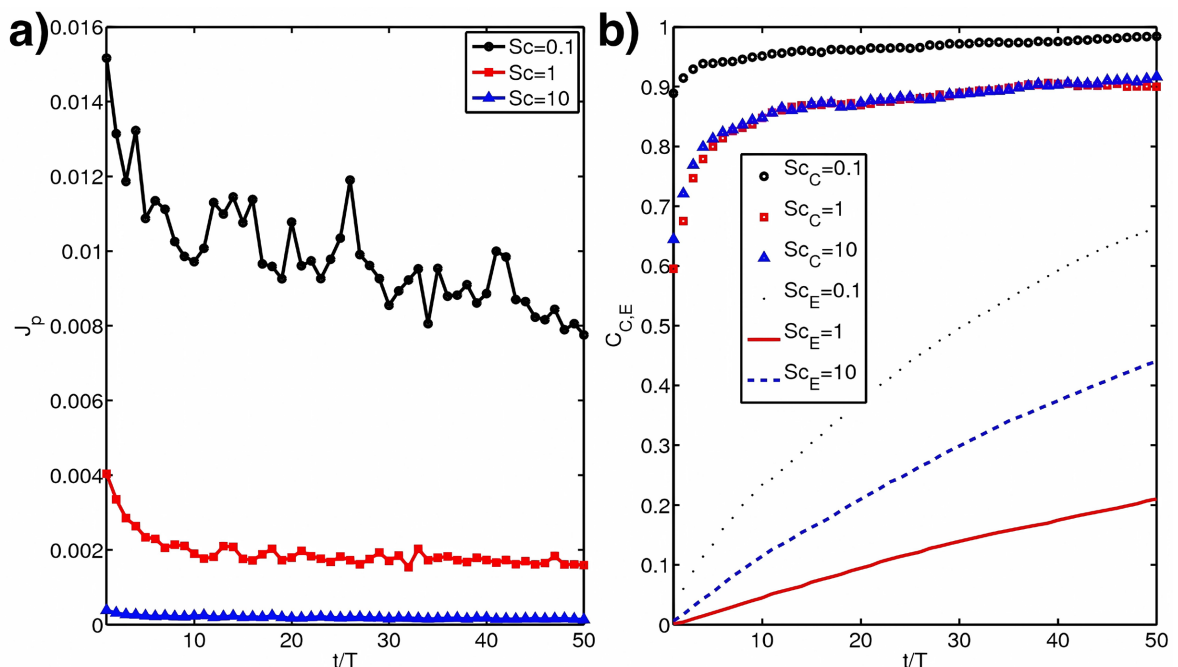 a)
0.016
0.014
0.012
0.01
0.008
0.006
0.004
0.002
0
J_p
10
20
30
40
50
t/T
Sc=0.1
Sc=1
Sc=10
b)
1
0.9
0.8
0.7
0.6
0.5
0.4
0.3
0.2
0.1
0
C_C,E
10
20
30
40
50
t/T
Sc_C=0.1
Sc_C=1
Sc_C=10
Sc_E=0.1
Sc_E=1
Sc_E=10